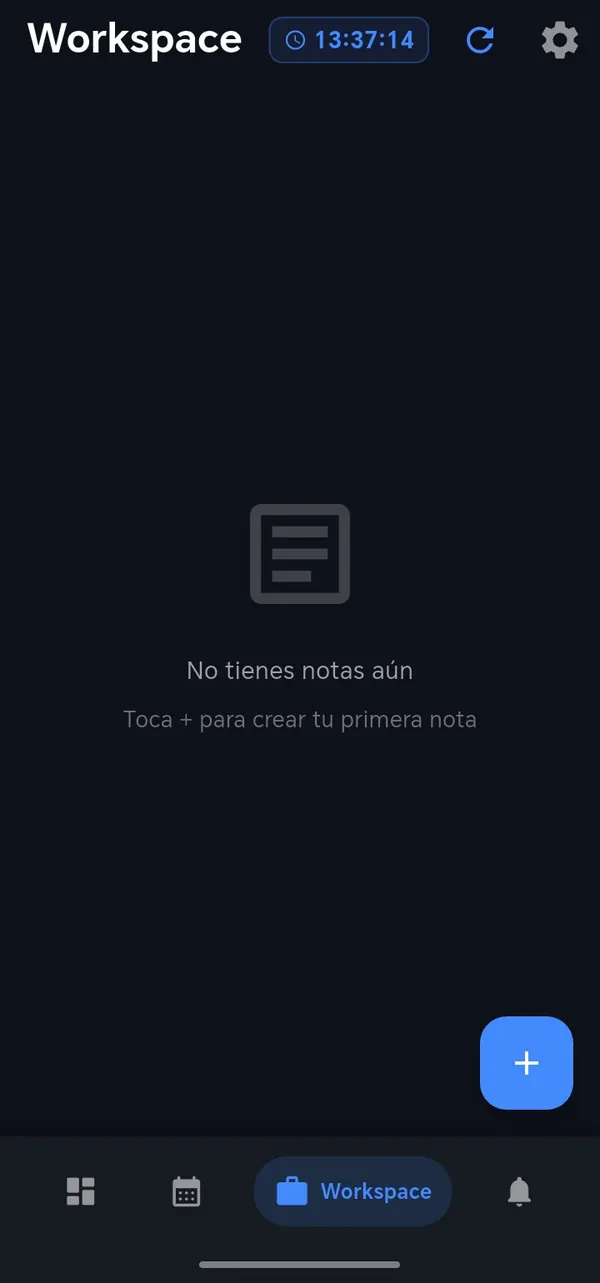 Workspace
13:37:14
No tienes notas aún
Toca + para crear tu primera nota
+
Workspace